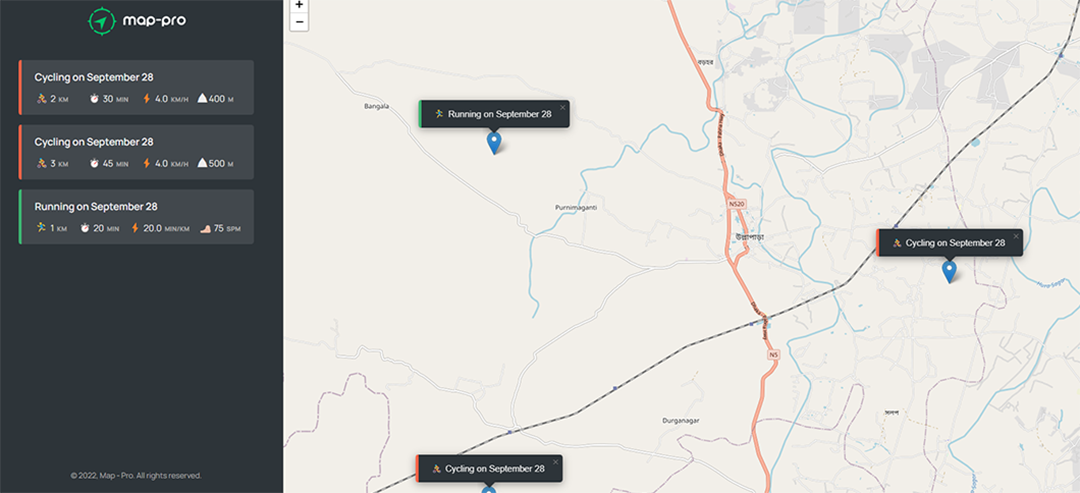 map-pro
Cycling on September 28
2 KM 30 MIN 4.0 KM/H 400 M
Cycling on September 28
3 KM 45 MIN 4.0 KM/H 500 M
Running on September 28
1 KM 20 MIN 20.0 MIN/KM 75 SPM
© 2022, Map - Pro. All rights reserved.
+
−
Bangala
Running on September 28 ×
Purnimaganti
N520
উল্লাপাড়া
Cycling on September 28 ×
N5
Durganagar
Cycling on September 28 ×